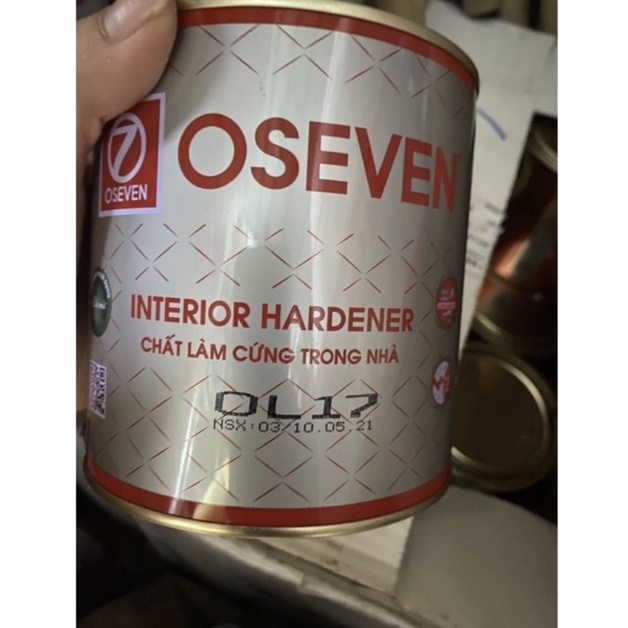 OSEVEN
OSEVEN
INTERIOR HARDENER
CHẤT LÀM CỨNG TRONG NHÀ
OL17
NSX:03/10.05.21